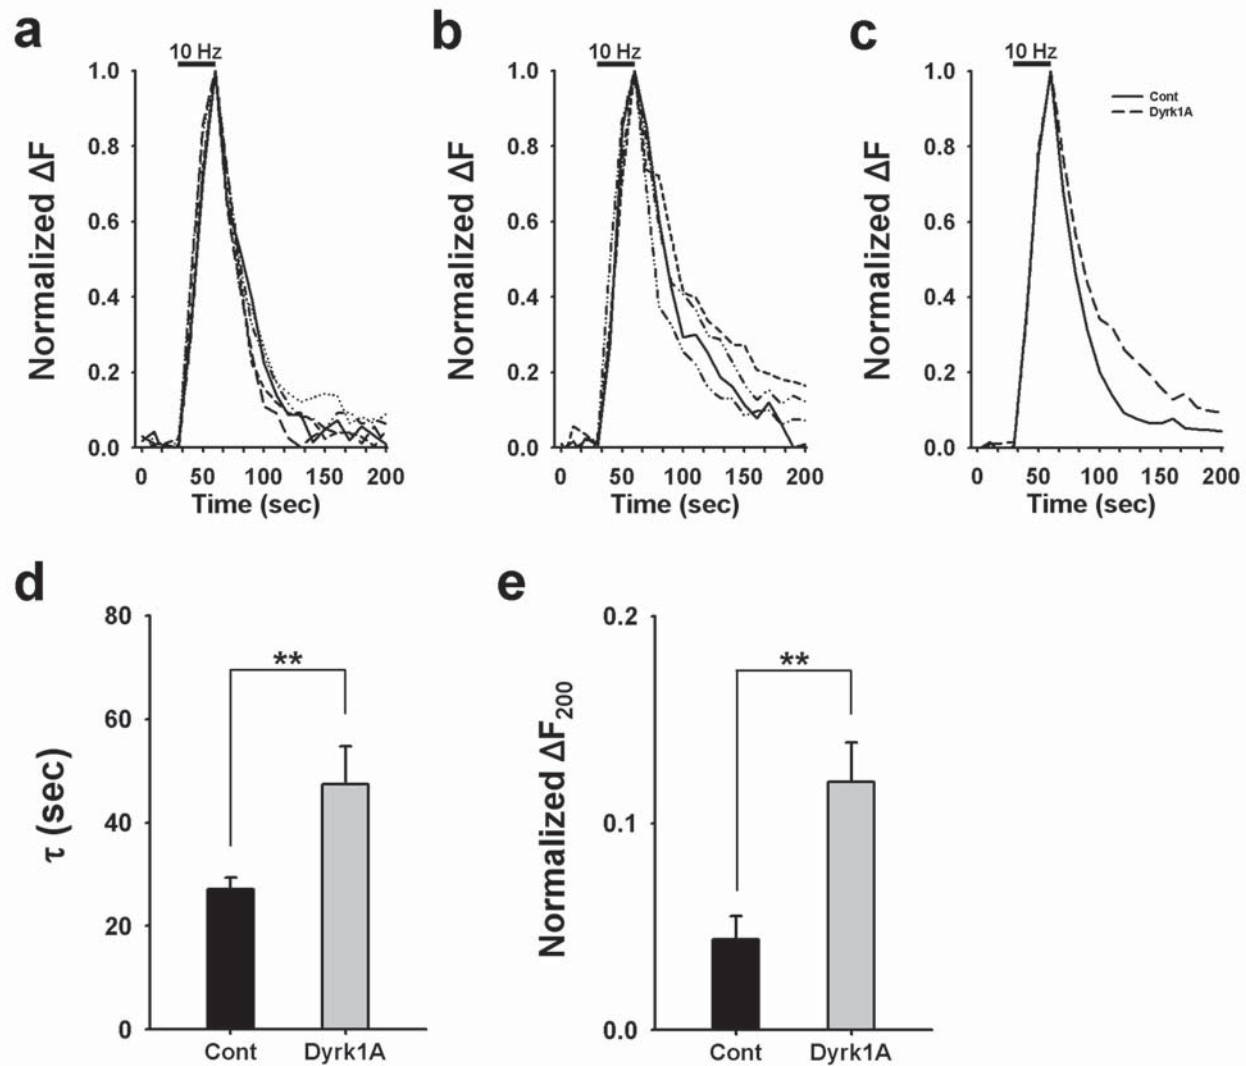 a
10 Hz
1.0
0.8
0.6
0.4
0.2
0.0
Normalized ΔF
0 50 100 150 200
Time (sec)
b
10 Hz
1.0
0.8
0.6
0.4
0.2
0.0
Normalized ΔF
0 50 100 150 200
Time (sec)
c
10 Hz
1.0
0.8
0.6
0.4
0.2
0.0
Normalized ΔF
Cont
Dyrk1A
0 50 100 150 200
Time (sec)
d
80
60
40
20
0
τ (sec)
**
Cont Dyrk1A
e
0.2
0.1
0.0
Normalized ΔF200
**
Cont Dyrk1A